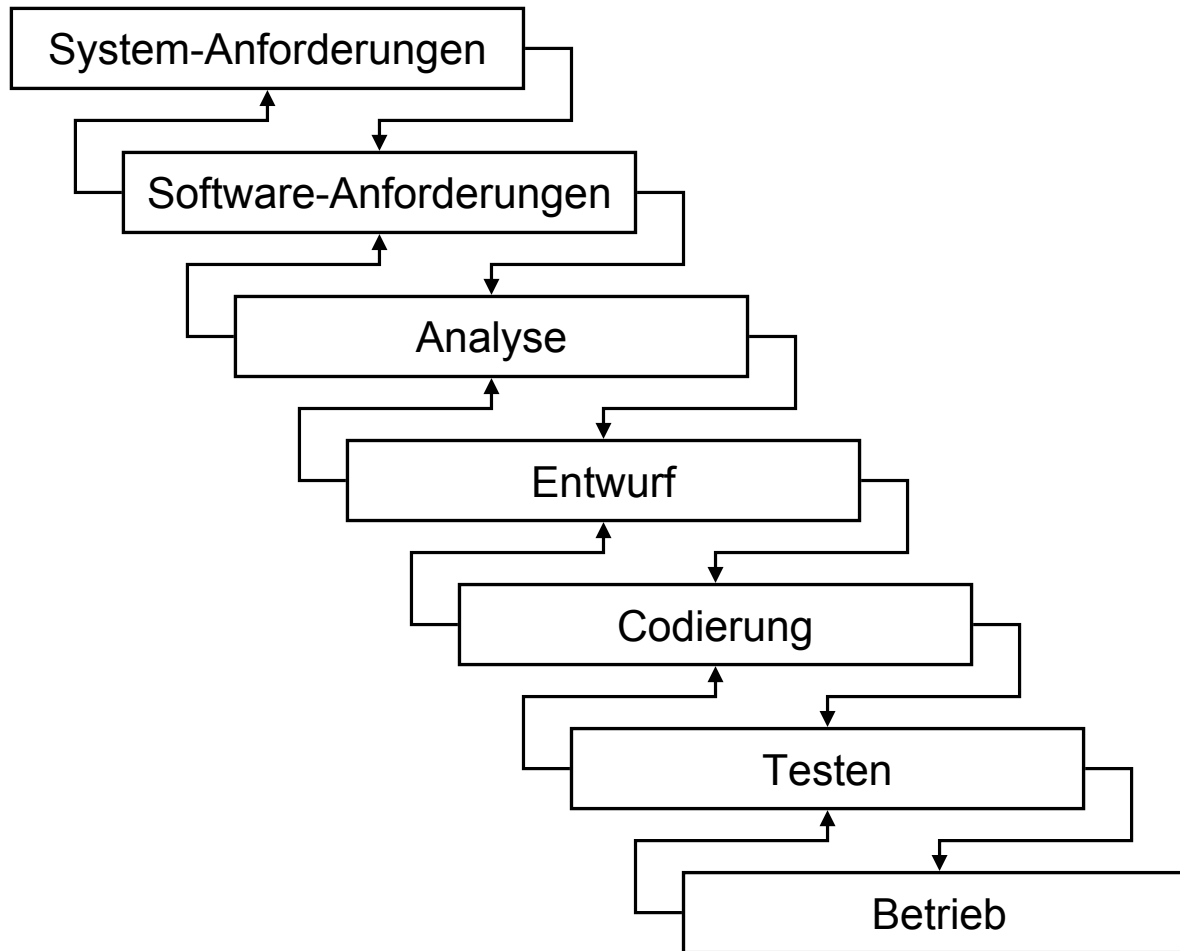 System-Anforderungen
Software-Anforderungen
Analyse
Entwurf
Codierung
Testen
Betrieb